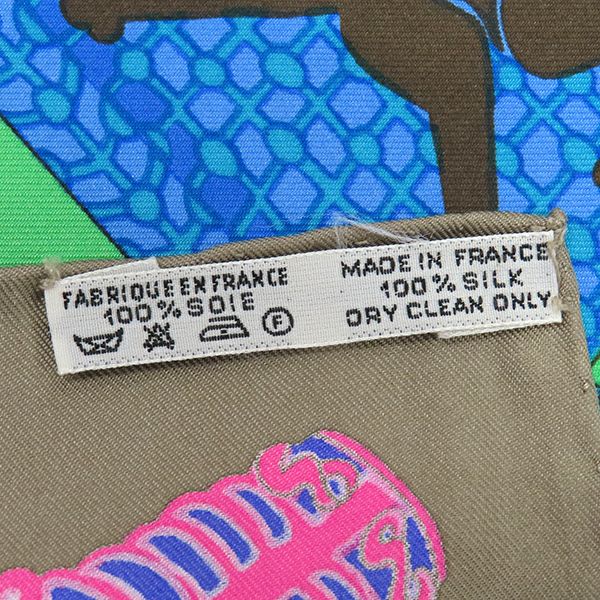 FABRIQUE EN FRANCE
100% SOIE
F
MADE IN FRANCE
100% SILK
DRY CLEAN ONLY